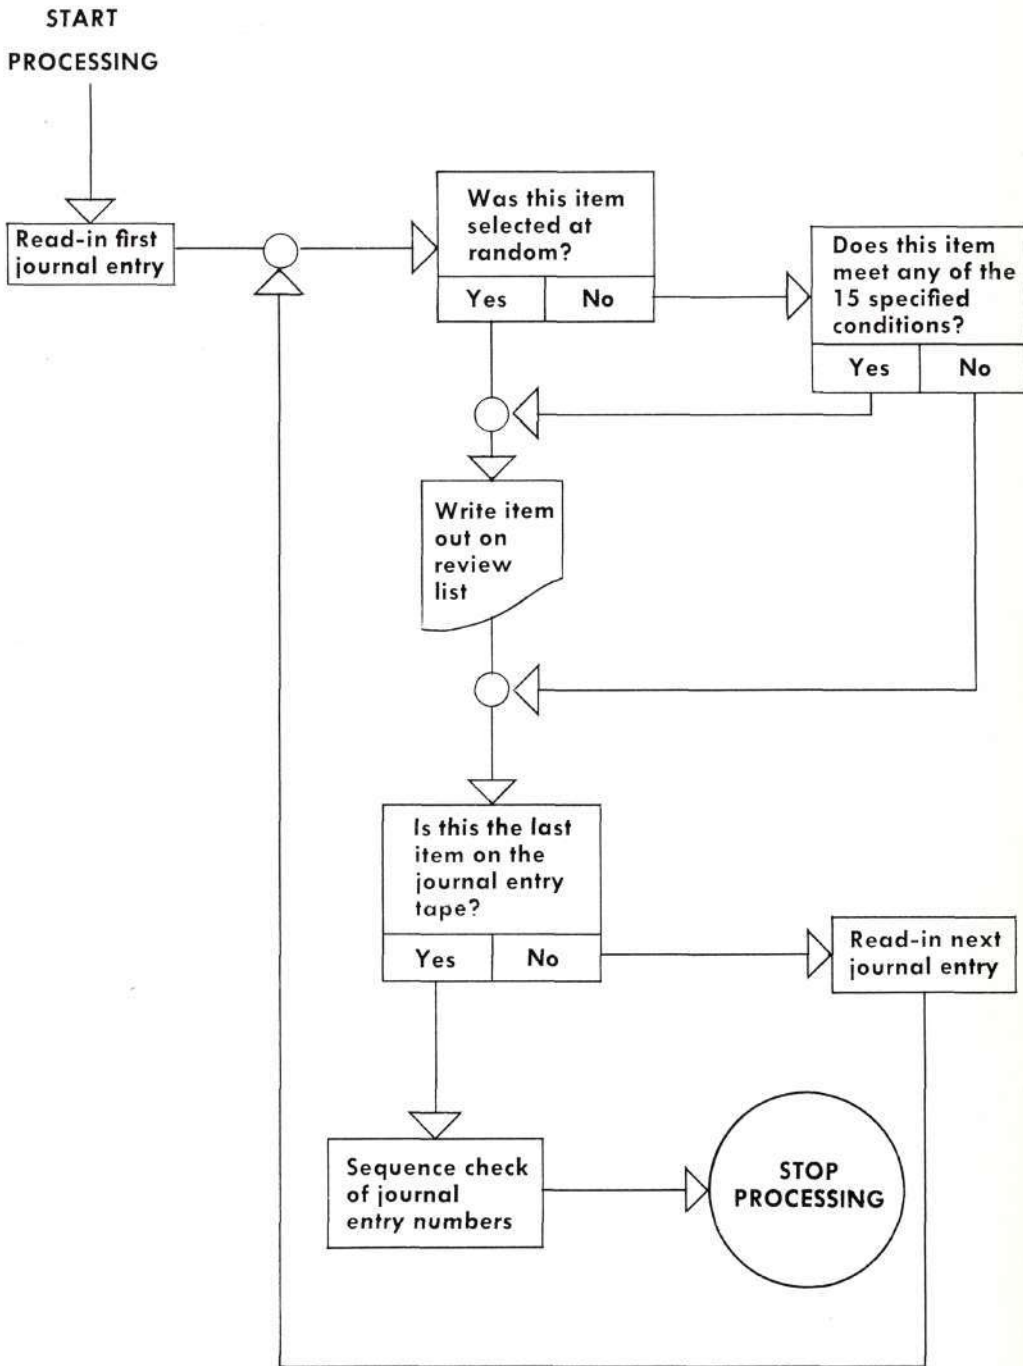 START
PROCESSING
Read-in first
journal entry
Was this item
selected at
random?
Yes
No
Does this item
meet any of the
15 specified
conditions?
Yes
No
Write item
out on
review
list
Is this the last
item on the
journal entry
tape?
Yes
No
Read-in next
journal entry
Sequence check
of journal
entry numbers
STOP
PROCESSING